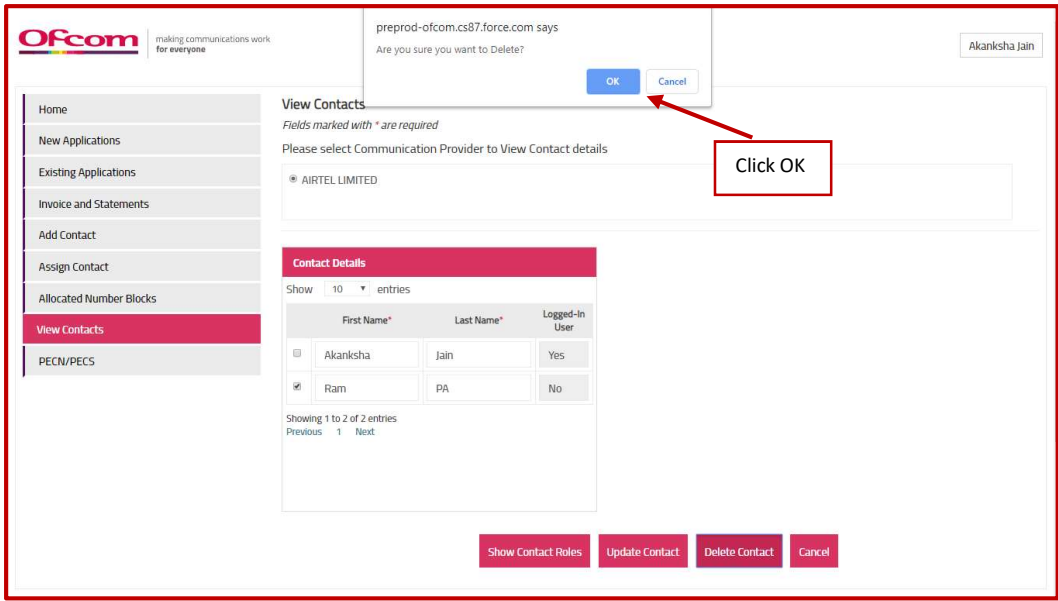 preprod-ofcom.cs87.force.com says
Are you sure you want to Delete?
OK Cancel
Ofcom
making communications work
for everyone
Akanksha Jain
Home
New Applications
Existing Applications
Invoice and Statements
Add Contact
Assign Contact
Allocated Number Blocks
View Contacts
PECN/PECS
View Contacts
Fields marked with * are required
Please select Communication Provider to View Contact details
AIRTEL LIMITED
Click OK
Contact Details
Show 10 entries
First Name* Last Name* Logged-In
User
Akanksha Jain Yes
Ram PA No
Showing 1 to 2 of 2 entries
Previous 1 Next
Show Contact Roles Update Contact Delete Contact Cancel